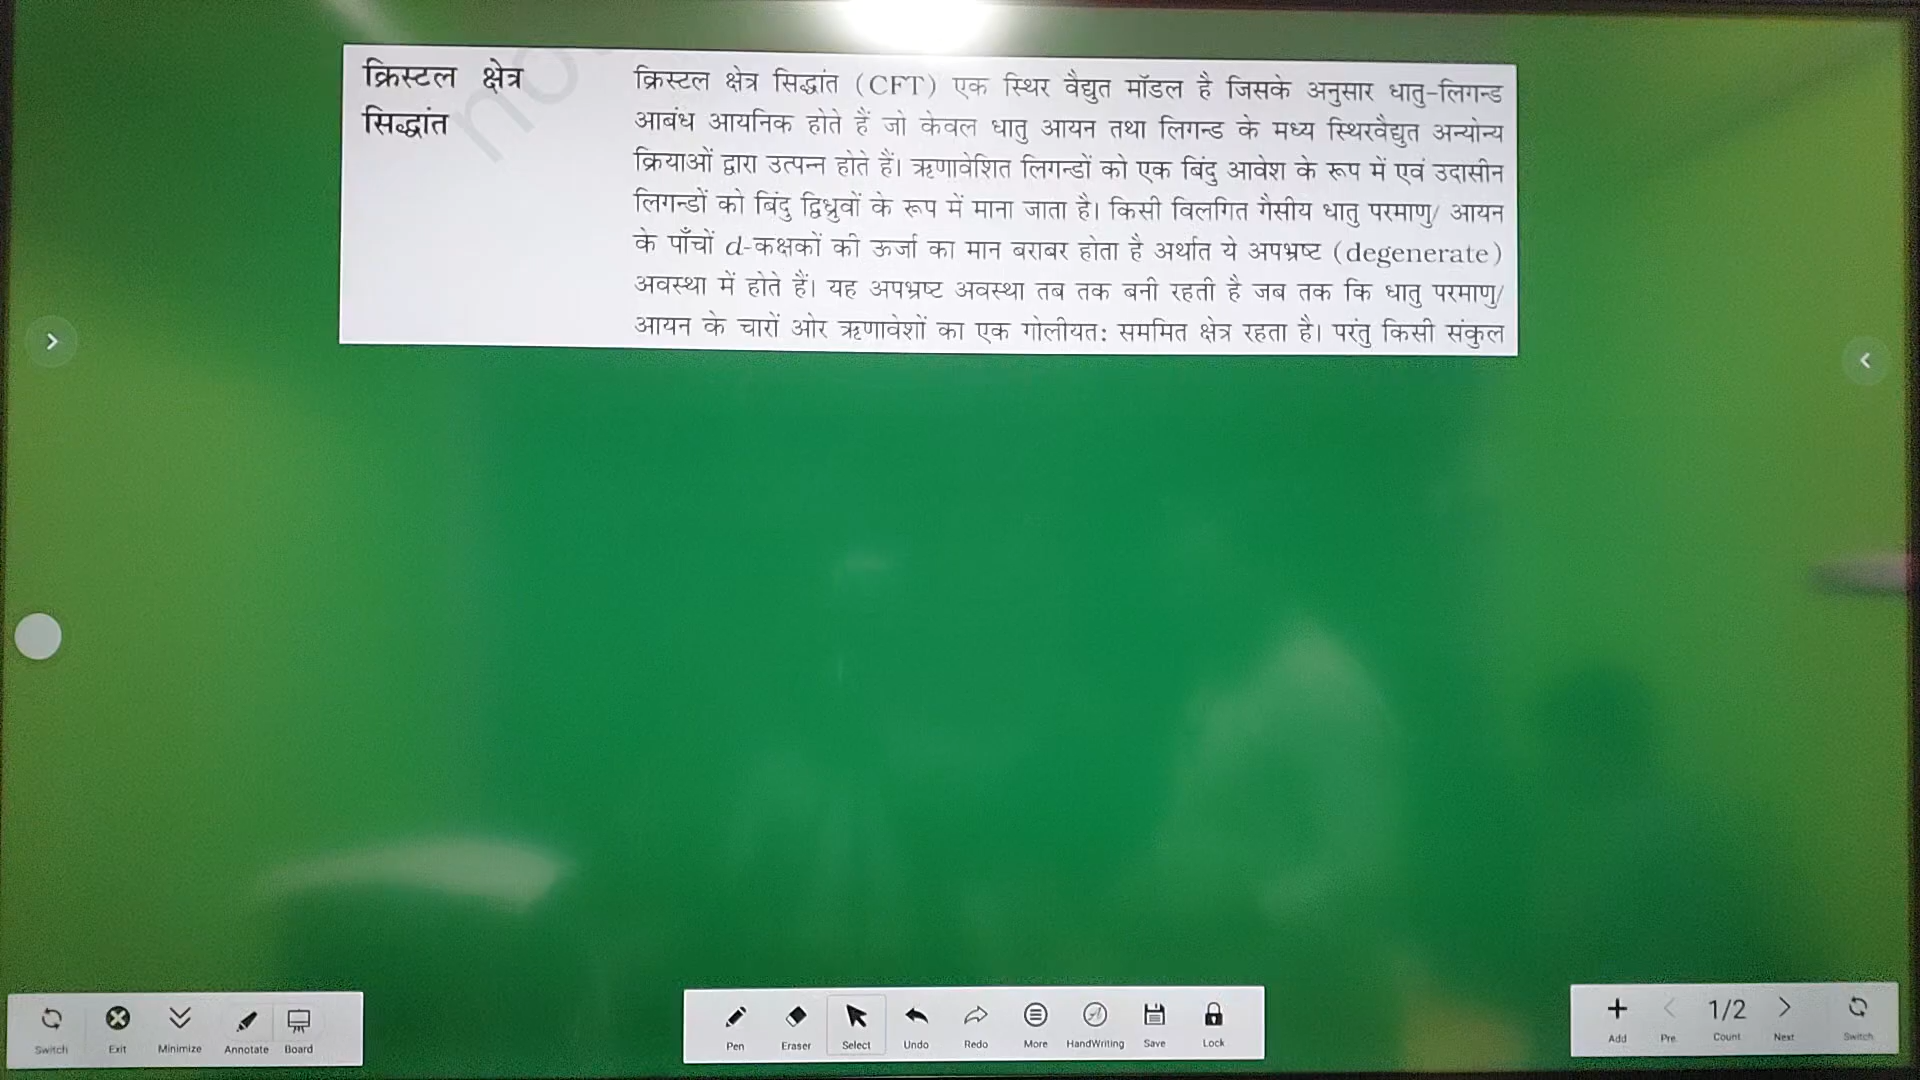 क्रिस्टल क्षेत्र
सिद्धांत
क्रिस्टल क्षेत्र सिद्धांत (CFT) एक स्थिर वैद्युत मॉडल है जिसके अनुसार धातु-लिगन्ड
आबंध आयनिक होते हैं जो केवल धातु आयन तथा लिगन्ड के मध्य स्थिरवैद्युत अन्योन्य
क्रियाओं द्वारा उत्पन्न होते हैं। ऋणावेशित लिगन्डों को एक बिंदु आवेश के रूप में एवं उदासीन
लिगन्डों को बिंदु द्विध्रुवों के रूप में माना जाता है। किसी विलगित गैसीय धातु परमाणु/ आयन
के पाँचों d-कक्षकों की ऊर्जा का मान बराबर होता है अर्थात ये अपभ्रष्ट (degenerate)
अवस्था में होते हैं। यह अपभ्रष्ट अवस्था तब तक बनी रहती है जब तक कि धातु परमाणु/
आयन के चारों ओर ऋणावेशों का एक गोलीयत: सममित क्षेत्र रहता है। परंतु किसी संकुल
no
Switch Exit Minimize Annotate Board
Pen Eraser Select Undo Redo More HandWriting Save Lock
1/2
Add Pre. Count Next Switch